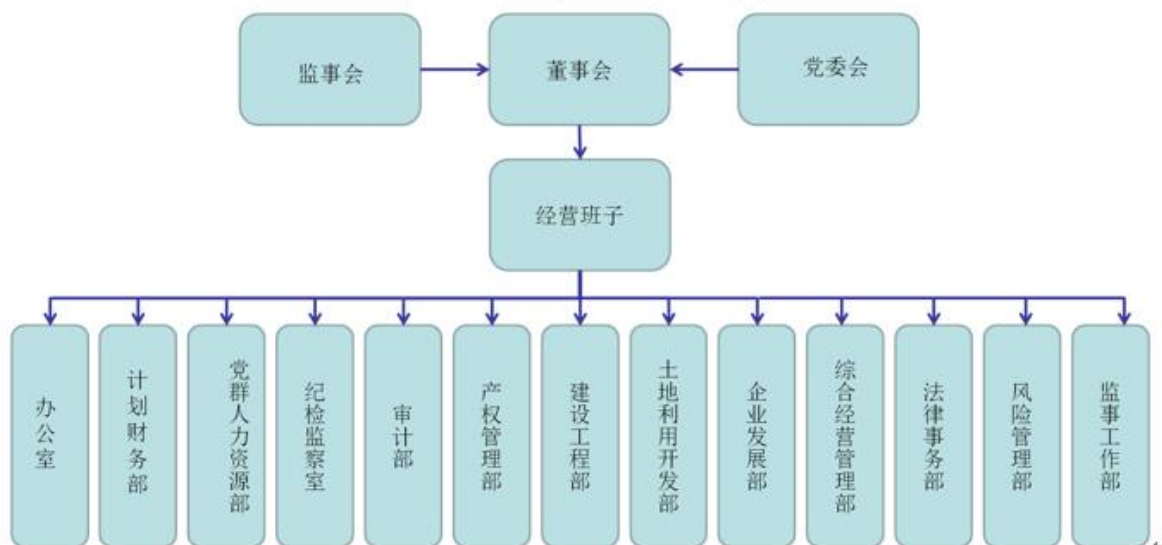 监事会
董事会
党委会
经营班子
办公室
计划财务部
党群人力资源部
纪检监察室
审计部
产权管理部
建设工程部
土地利用开发部
企业发展部
综合经营管理部
法律事务部
风险管理部
监事工作部